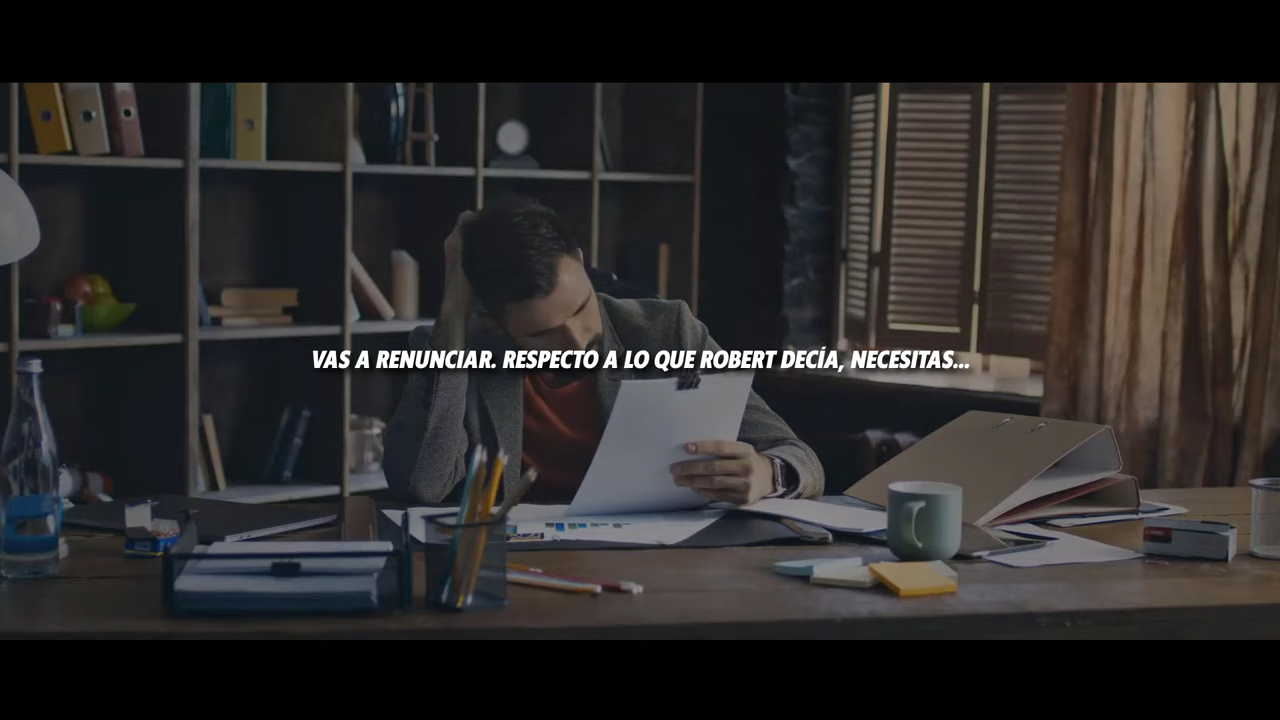 VAS A RENUNCIAR. RESPECTO A LO QUE ROBERT DECÍA, NECESITAS...